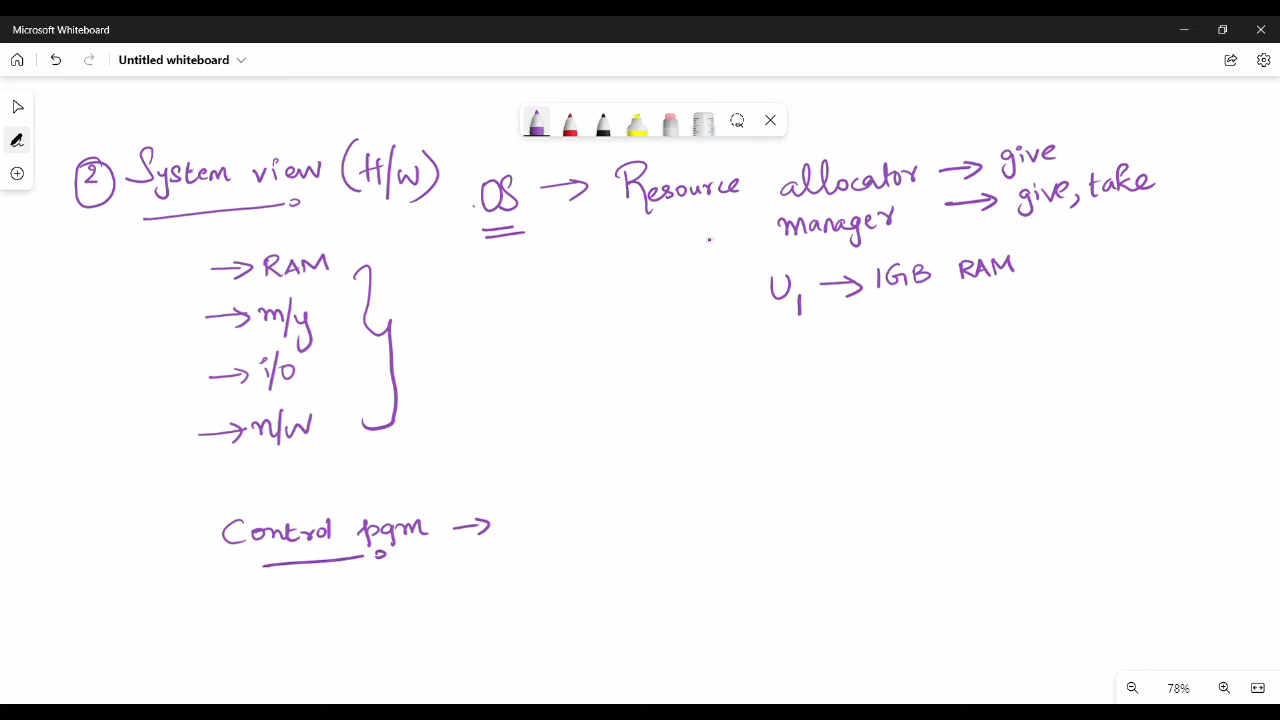 Microsoft Whiteboard
Untitled whiteboard
② System view (H/W)
OS → Resource allocator → give
manager → give, take
→ RAM
U1 → 1GB RAM
→ m/y
→ i/o
→ n/w
Control pgm →
78%